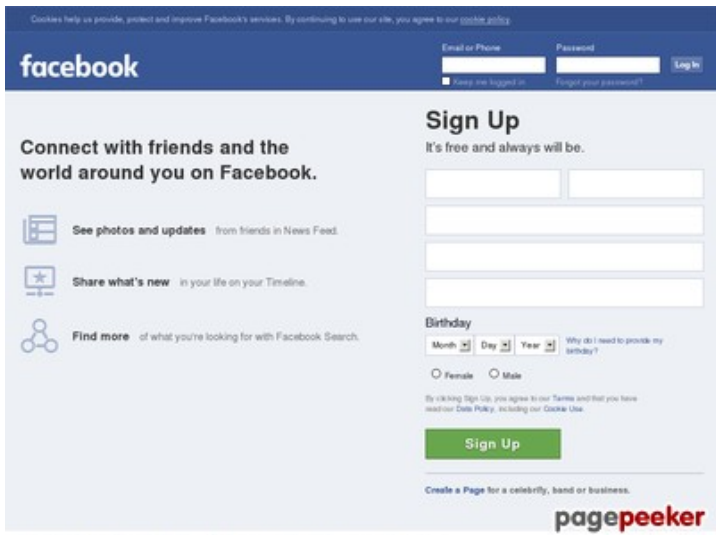 Cookies help us provide, protect and improve Facebook's services. By continuing to use our site, you agree to our cookie policy.
facebook
Email or Phone
Password
Log In
Keep me logged in
Forgot your password?
Connect with friends and the
world around you on Facebook.
See photos and updates from friends in News Feed.
Share what's new in your life on your Timeline.
Find more of what you're looking for with Facebook Search.
Sign Up
It's free and always will be.
Birthday
Month Day Year
Why do I need to provide my
birthday?
Female Male
By clicking Sign Up, you agree to our Terms and that you have
read our Data Policy, including our Cookie Use.
Sign Up
Create a Page for a celebrity, band or business.
pagepeeker